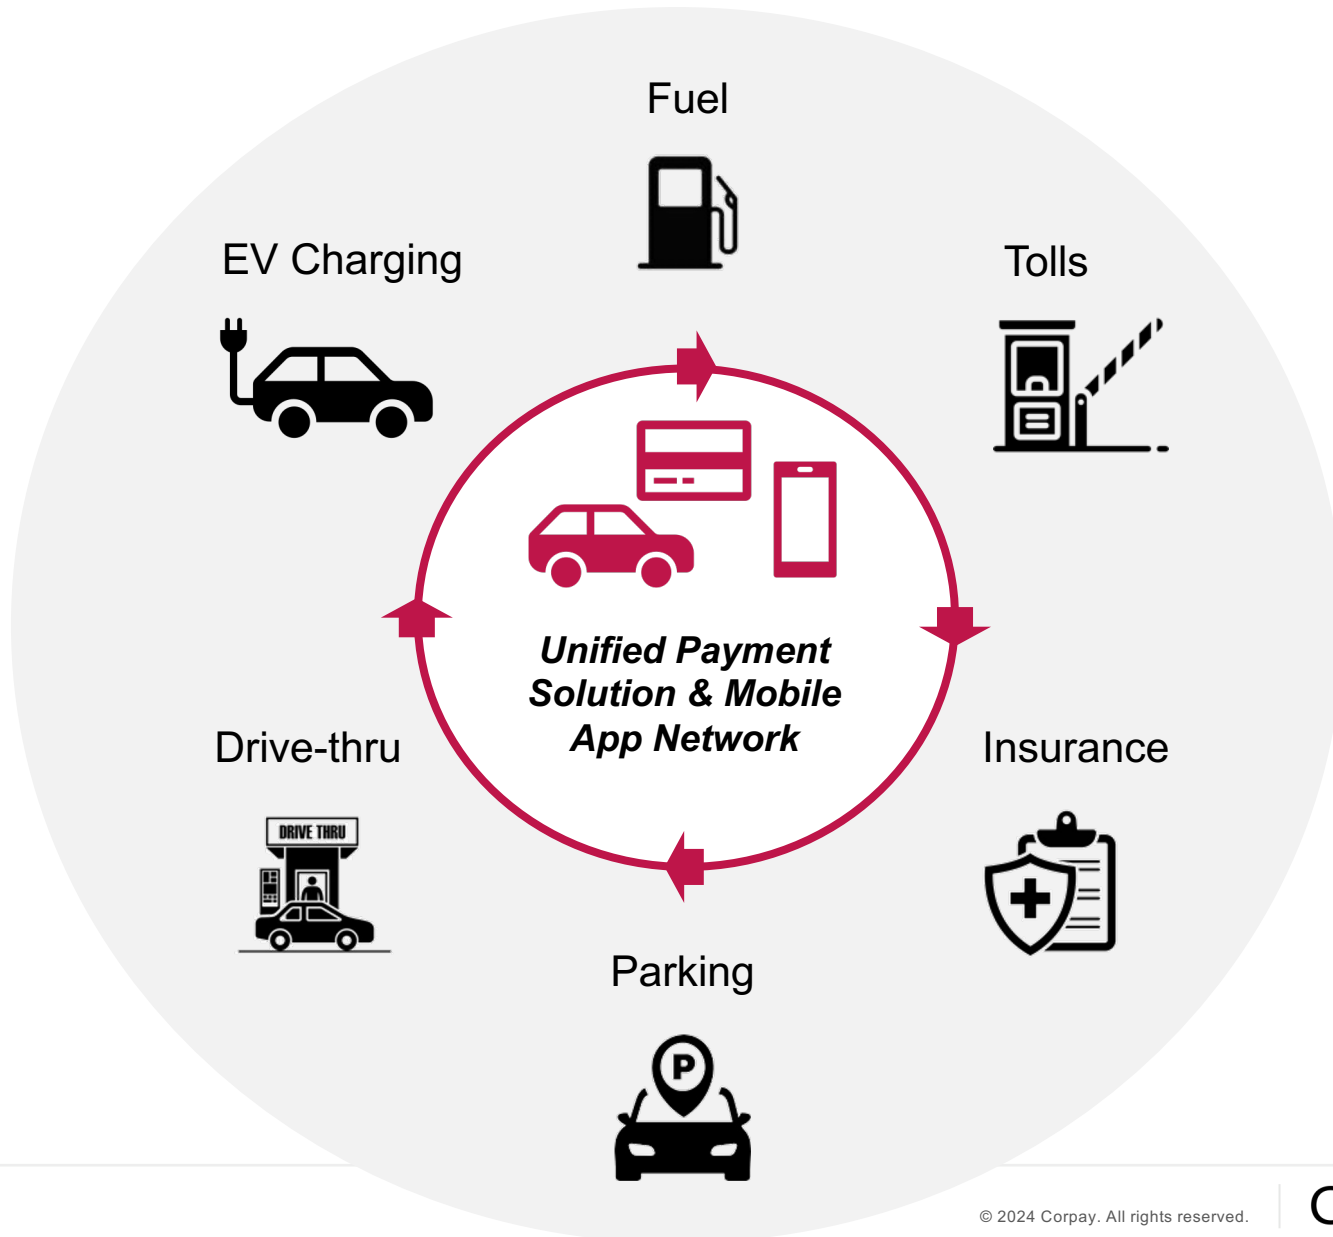 Fuel
EV Charging
Tolls
Unified Payment
Solution & Mobile
App Network
Drive-thru
Insurance
DRIVE THRU
Parking
P
© 2024 Corpay. All rights reserved.